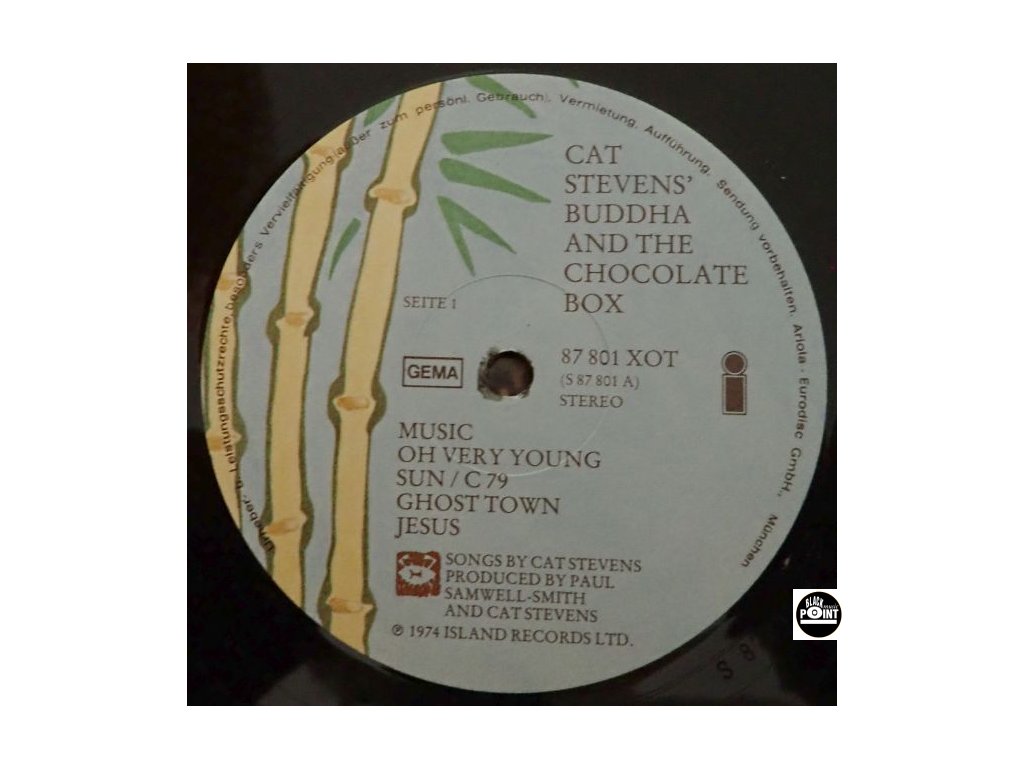 Urheber- u. Leistungsschutzrechte, besonders Vervielfältigung (außer zum persönl. Gebrauch), Vermietung, Aufführung, Sendung vorbehalten. Ariola - Eurodisc GmbH., München
CAT
STEVENS'
BUDDHA
AND THE
CHOCOLATE
BOX
SEITE 1
GEMA
87 801 XOT
(S 87 801 A)
STEREO
MUSIC
OH VERY YOUNG
SUN / C 79
GHOST TOWN
JESUS
SONGS BY CAT STEVENS
PRODUCED BY PAUL
SAMWELL-SMITH
AND CAT STEVENS
℗ 1974 ISLAND RECORDS LTD.
S 8
BLACK
POINT
music